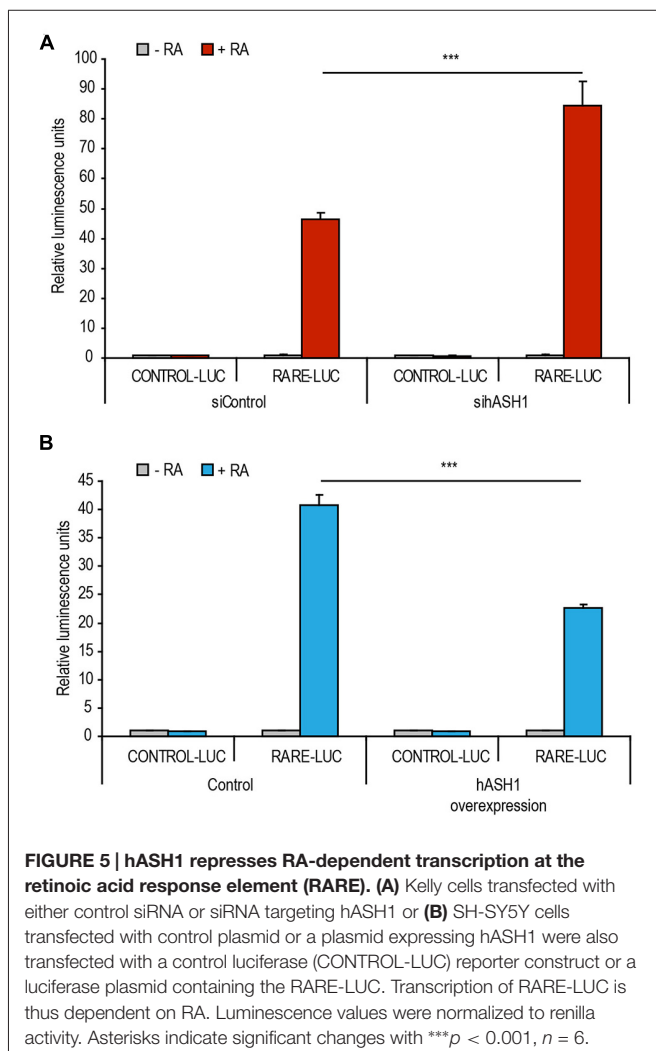 A
- RA + RA
***
100
90
80
70
60
50
40
30
20
10
0
Relative luminescence units
CONTROL-LUC RARE-LUC CONTROL-LUC RARE-LUC
siControl sihASH1
B
- RA + RA
***
45
40
35
30
25
20
15
10
5
0
Relative luminescence units
CONTROL-LUC RARE-LUC CONTROL-LUC RARE-LUC
Control hASH1
overexpression
FIGURE 5 | hASH1 represses RA-dependent transcription at the
retinoic acid response element (RARE). (A) Kelly cells transfected with
either control siRNA or siRNA targeting hASH1 or (B) SH-SY5Y cells
transfected with control plasmid or a plasmid expressing hASH1 were also
transfected with a control luciferase (CONTROL-LUC) reporter construct or a
luciferase plasmid containing the RARE-LUC. Transcription of RARE-LUC is
thus dependent on RA. Luminescence values were normalized to renilla
activity. Asterisks indicate significant changes with ***p < 0.001, n = 6.